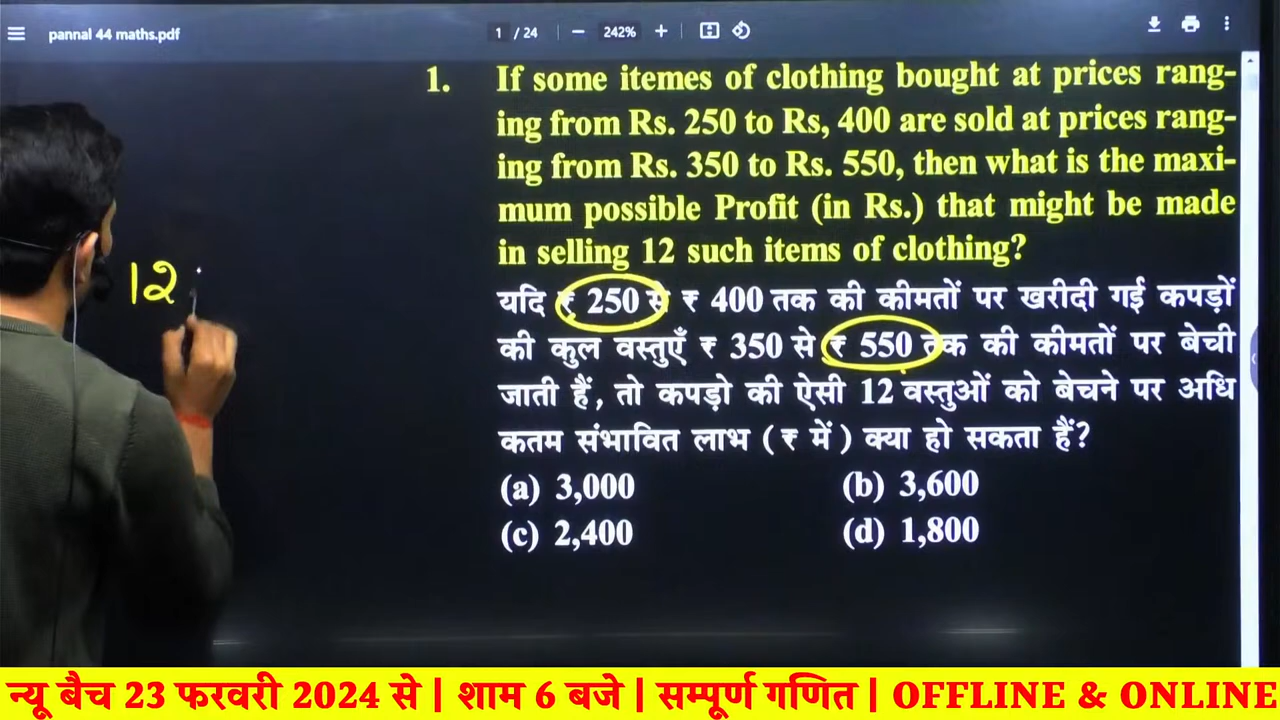 pannal 44 maths.pdf
1 / 24
242%
1. If some itemes of clothing bought at prices rang-
ing from Rs. 250 to Rs, 400 are sold at prices rang-
ing from Rs. 350 to Rs. 550, then what is the maxi-
mum possible Profit (in Rs.) that might be made
in selling 12 such items of clothing?
यदि ₹ 250 से ₹ 400 तक की कीमतों पर खरीदी गई कपड़ों
की कुल वस्तुएँ ₹ 350 से ₹ 550 तक की कीमतों पर बेची
जाती हैं, तो कपड़ो की ऐसी 12 वस्तुओं को बेचने पर अधि
कतम संभावित लाभ (₹ में) क्या हो सकता हैं?
(a) 3,000 (b) 3,600
(c) 2,400 (d) 1,800
12
न्यू बैच 23 फरवरी 2024 से | शाम 6 बजे | सम्पूर्ण गणित | OFFLINE & ONLINE